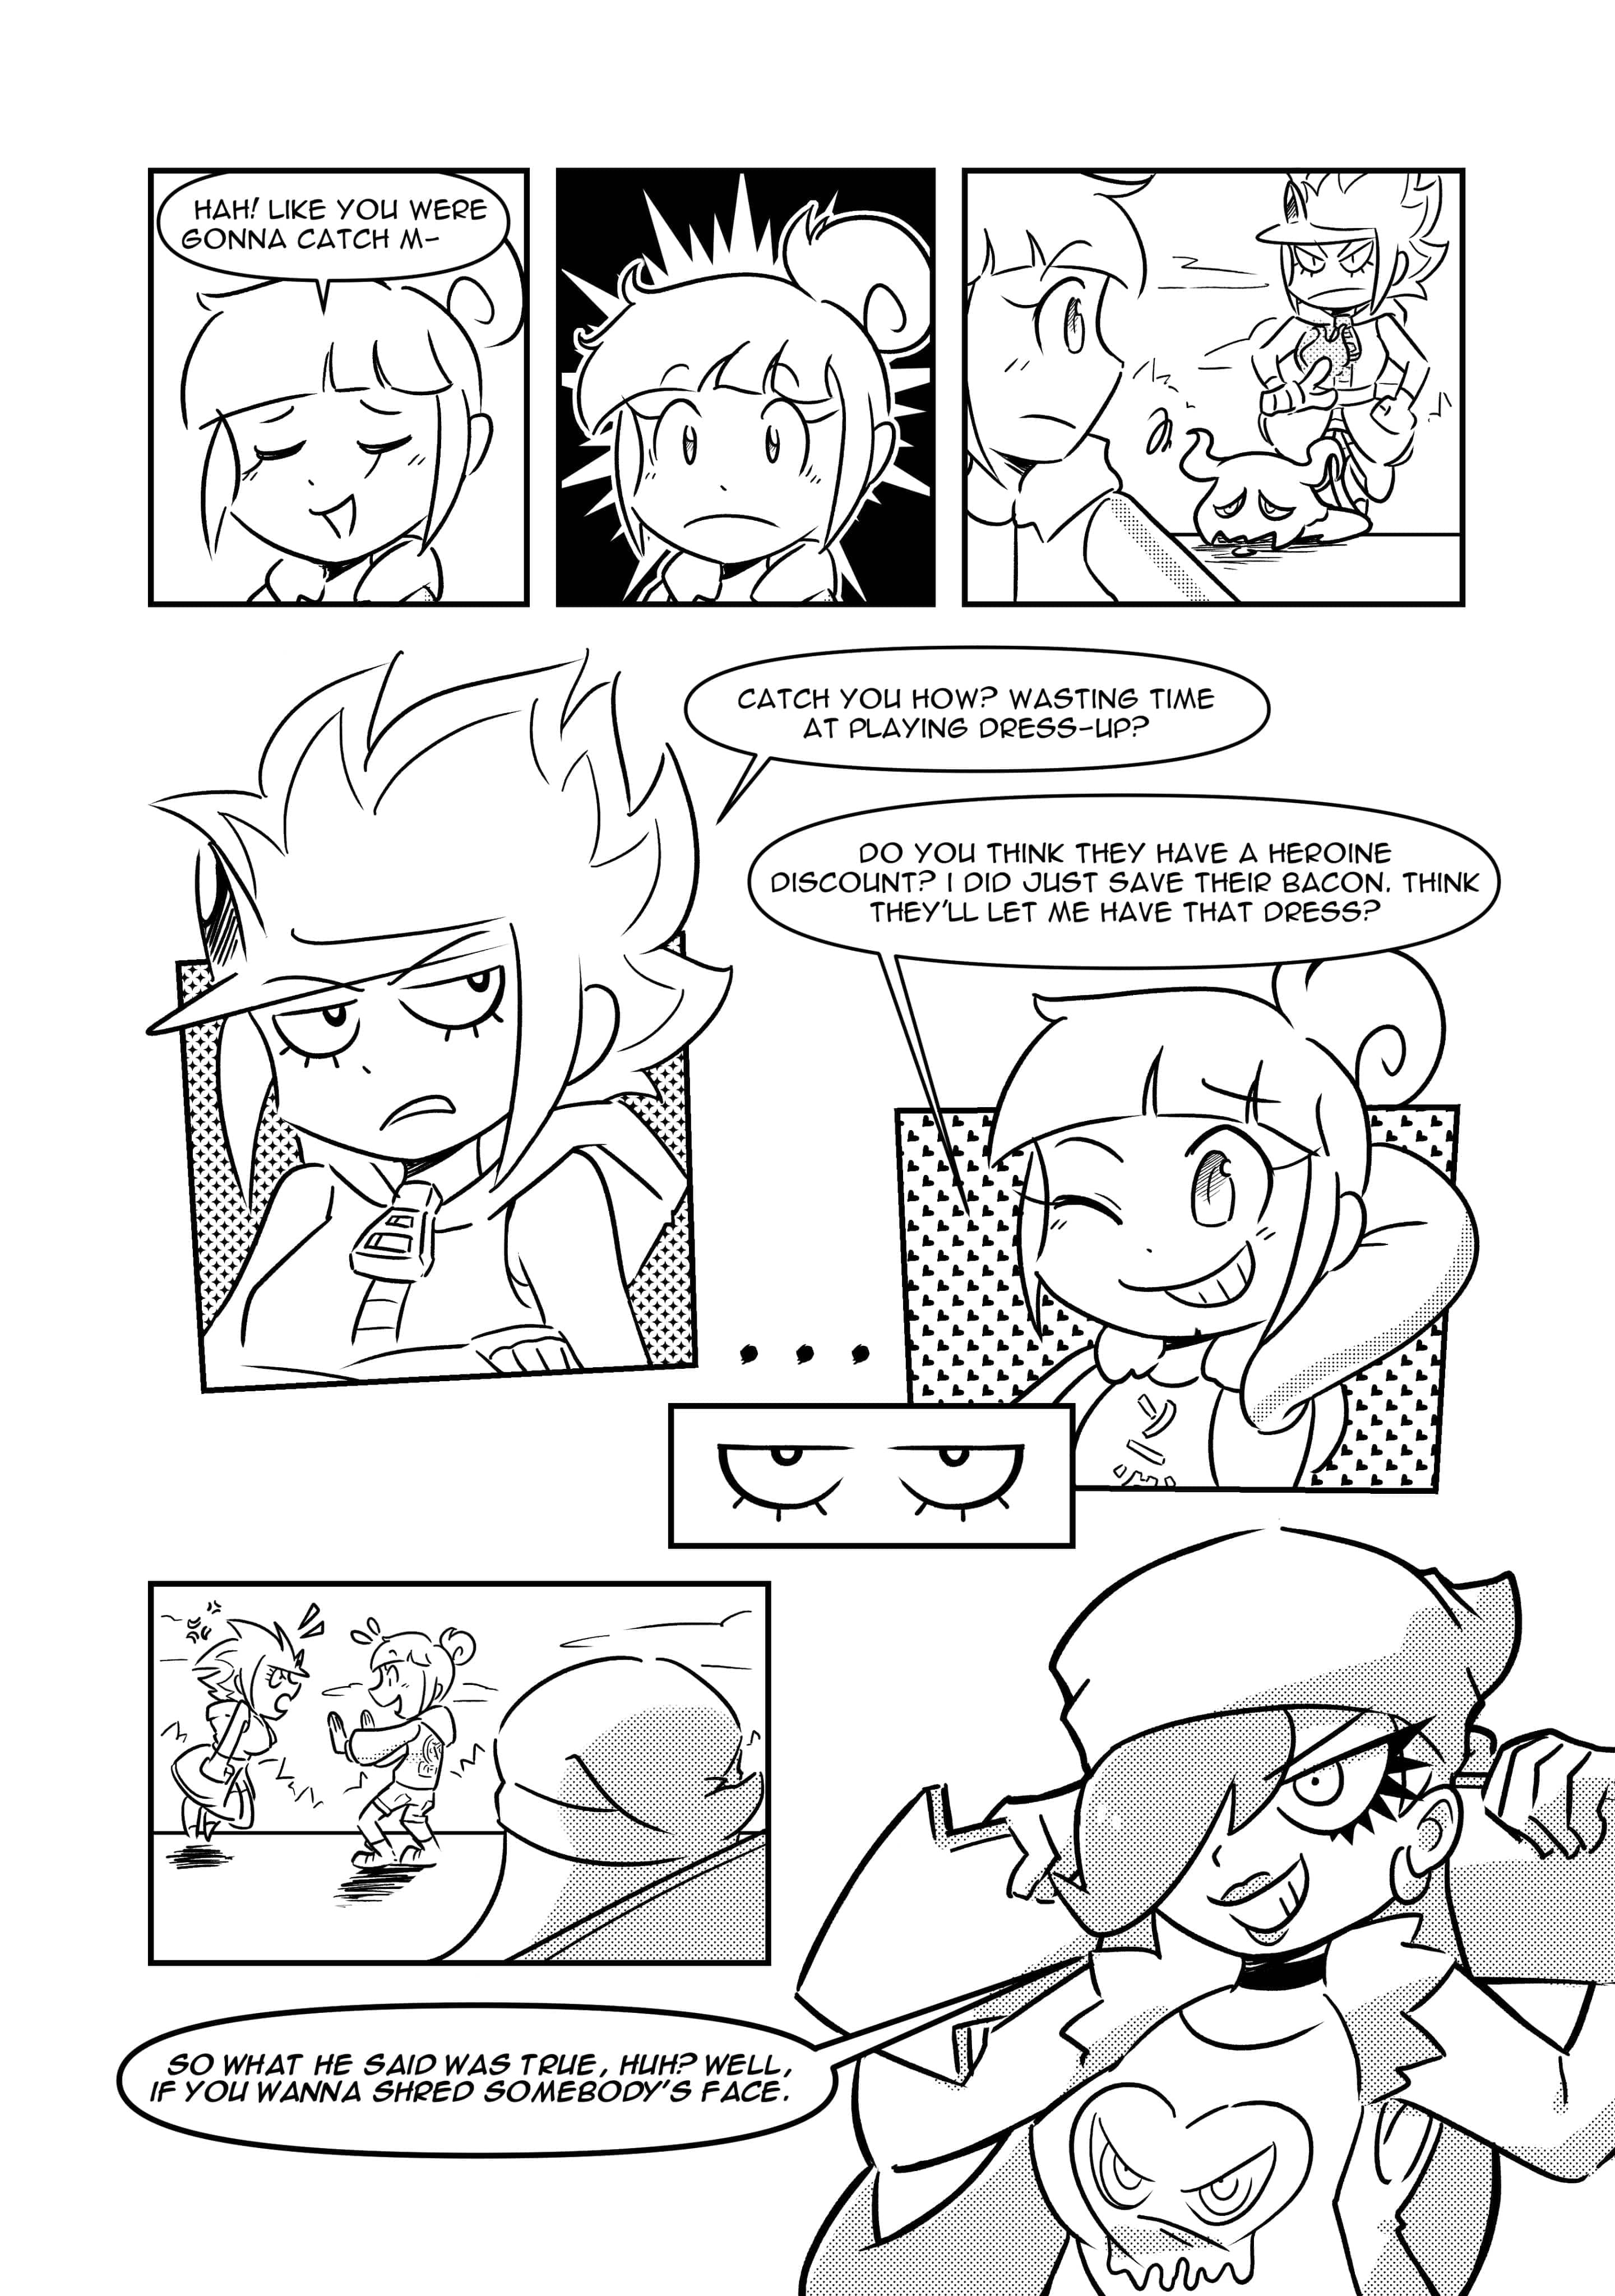 HAH! LIKE YOU WERE
GONNA CATCH M-
CATCH YOU HOW? WASTING TIME
AT PLAYING DRESS-UP?
DO YOU THINK THEY HAVE A HEROINE
DISCOUNT? I DID JUST SAVE THEIR BACON. THINK
THEY'LL LET ME HAVE THAT DRESS?
...
SO WHAT HE SAID WAS TRUE, HUH? WELL,
IF YOU WANNA SHRED SOMEBODY'S FACE.